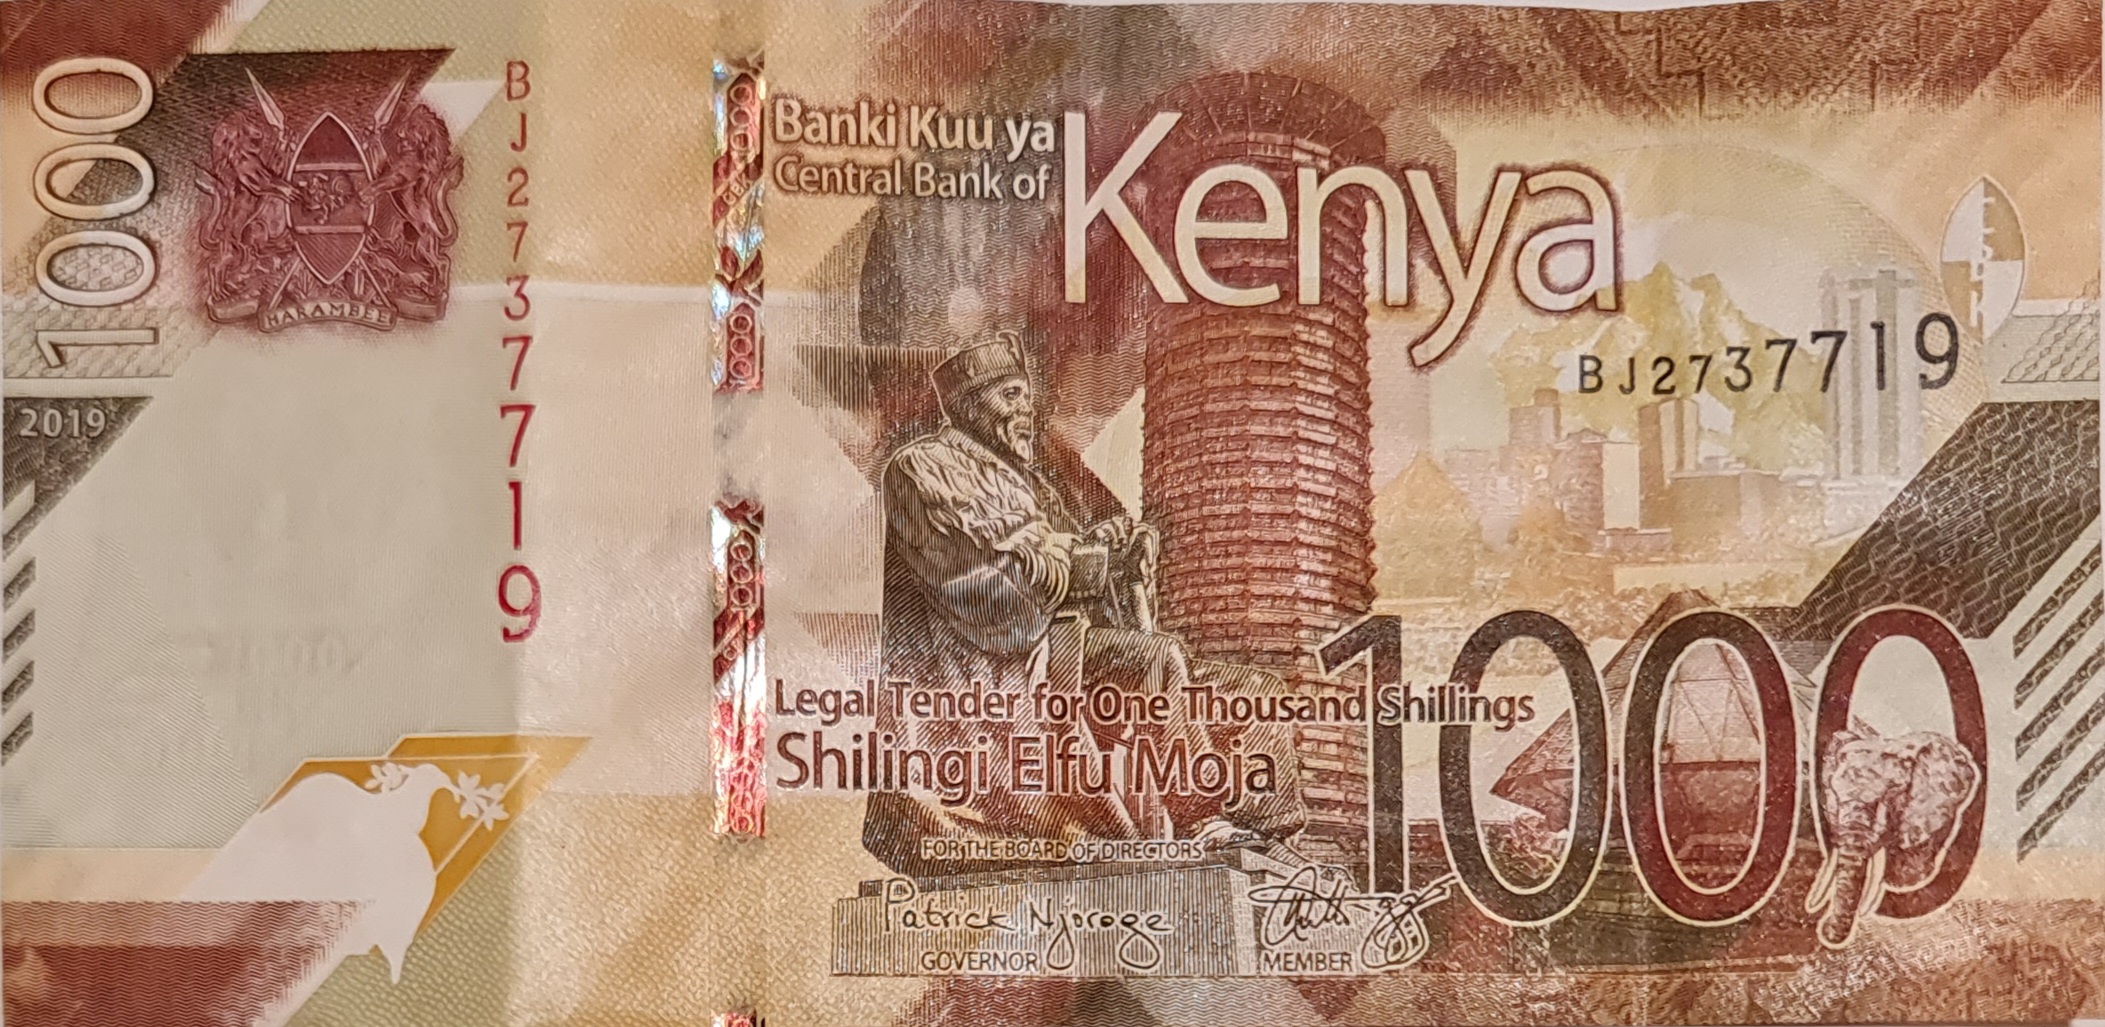 1000
HARAMBEE
2019
BJ2737719
Banki Kuu ya
Central Bank of
Kenya
BJ2737719
Legal Tender for One Thousand Shillings
Shilingi Elfu Moja
1000
FOR THE BOARD OF DIRECTORS
Patrick Njoroge
GOVERNOR
MEMBER